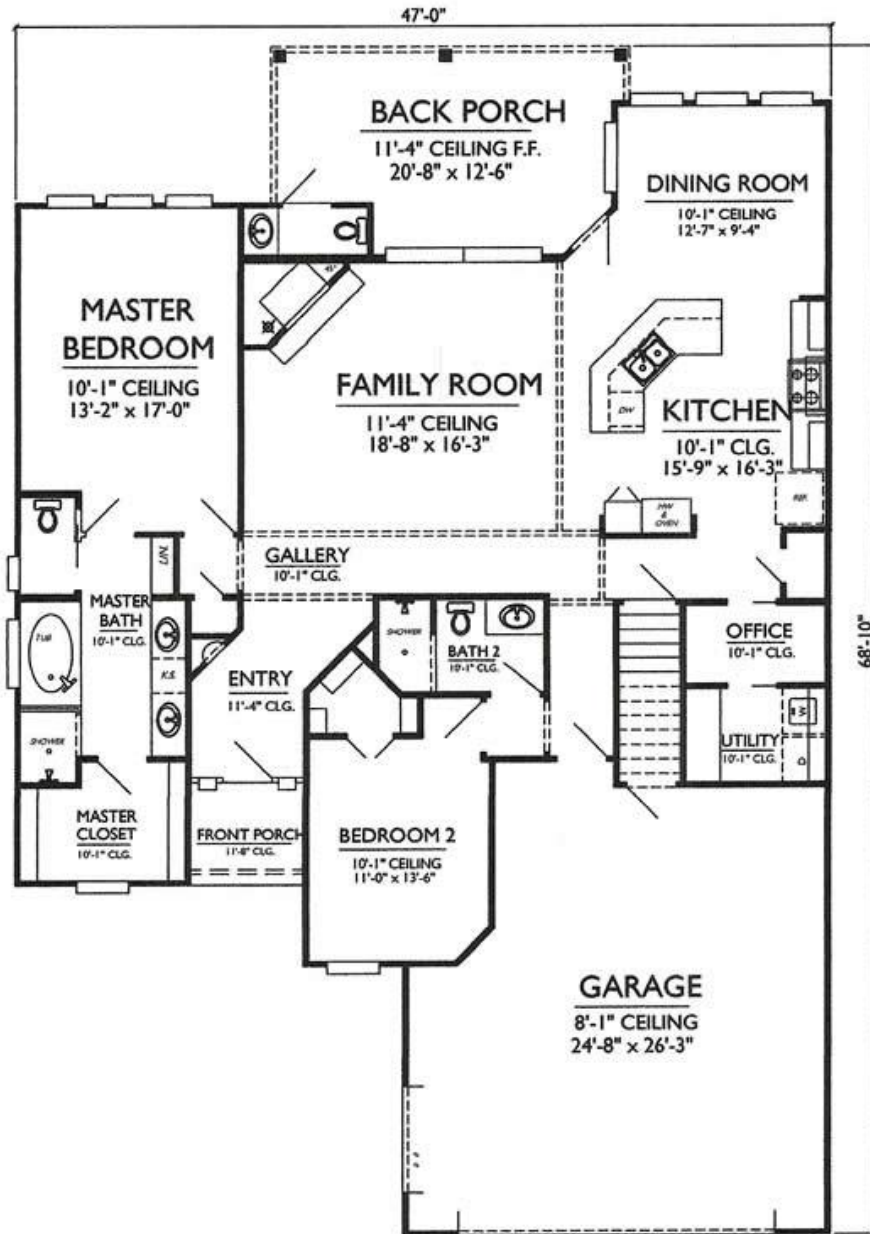 47'-0"
BACK PORCH
11'-4" CEILING F.F.
20'-8" x 12'-6"
DINING ROOM
10'-1" CEILING
12'-7" x 9'-4"
45°
MASTER
BEDROOM
10'-1" CEILING
13'-2" x 17'-0"
FAMILY ROOM
11'-4" CEILING
18'-8" x 16'-3"
DW
KITCHEN
10'-1" CLG.
15'-9" x 16'-3"
REF.
HW
&
OVEN
GALLERY
10'-1" CLG.
LIN.
MASTER
BATH
10'-1" CLG.
TUB
K.S.
SHOWER
ENTRY
11'-4" CLG.
SHOWER
BATH 2
10'-1" CLG.
OFFICE
10'-1" CLG.
68'-10"
W
UTILITY
10'-1" CLG.
D
MASTER
CLOSET
10'-1" CLG.
FRONT PORCH
11'-8" CLG.
BEDROOM 2
10'-1" CEILING
11'-0" x 13'-6"
GARAGE
8'-1" CEILING
24'-8" x 26'-3"